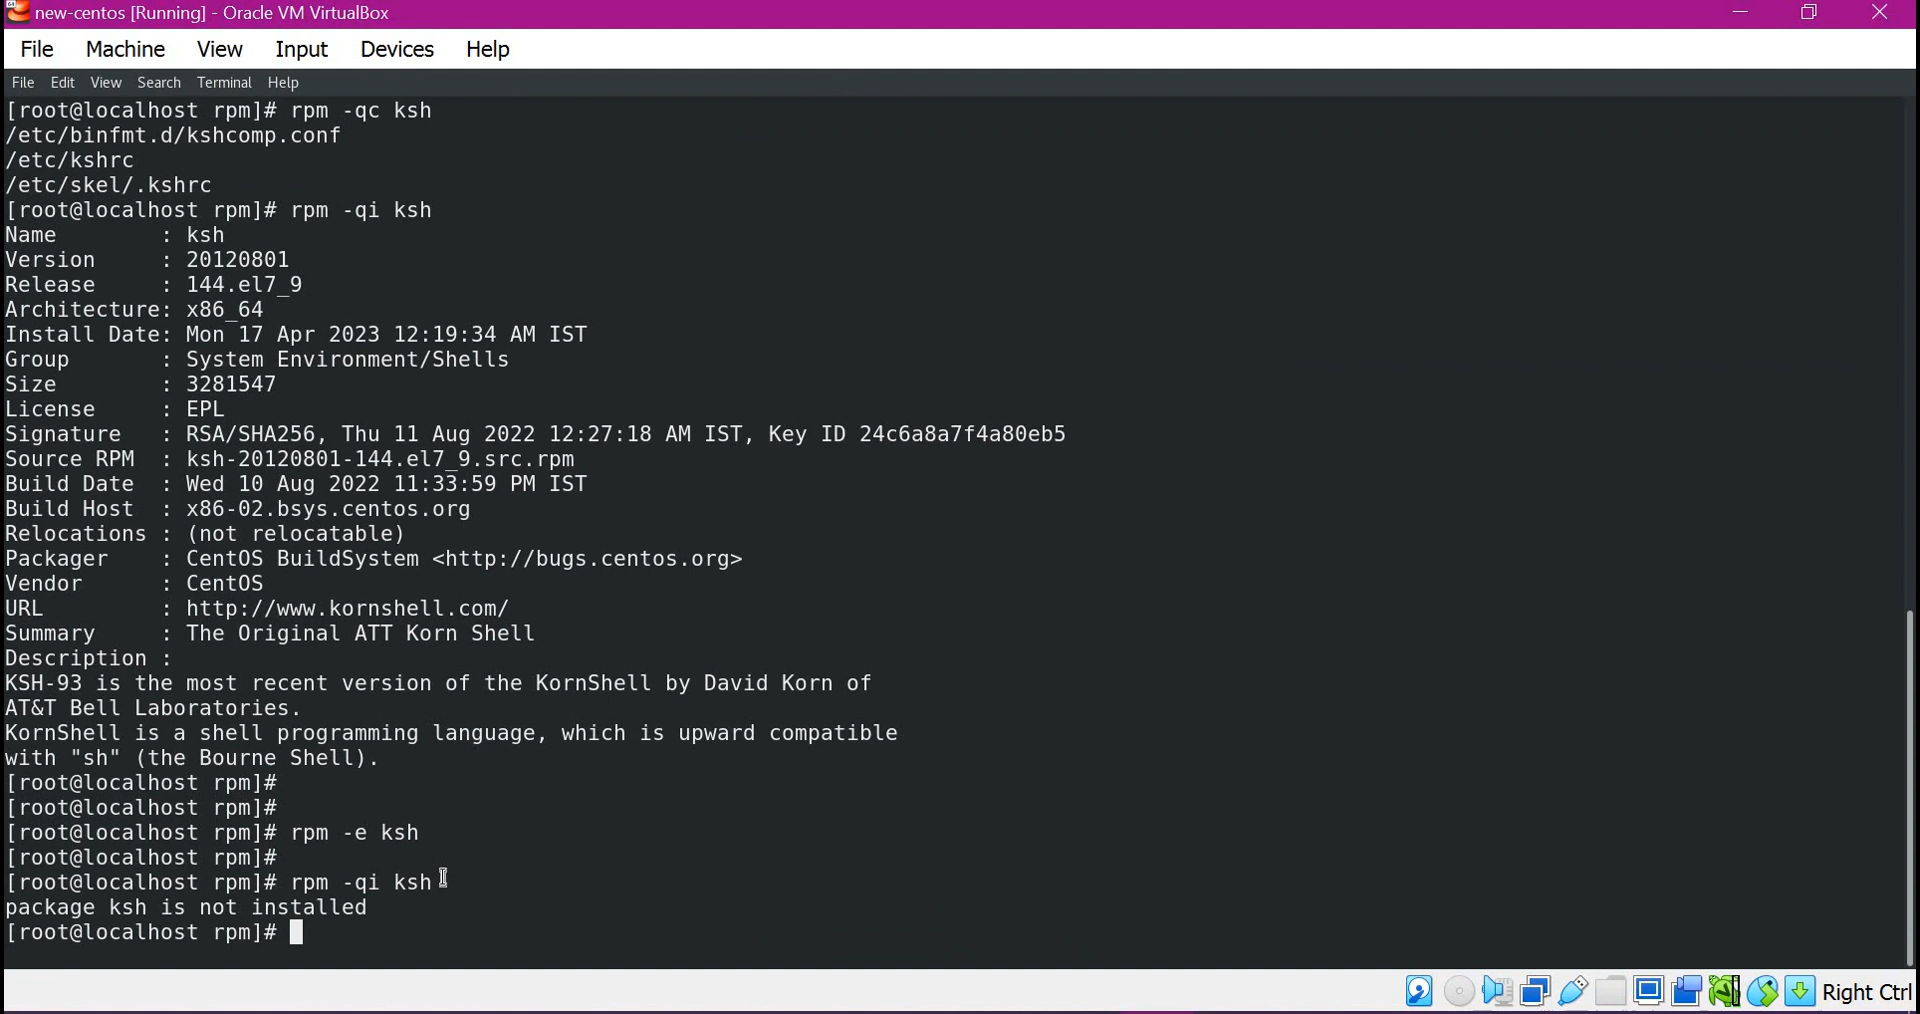 new-centos [Running] - Oracle VM VirtualBox
File Machine View Input Devices Help
File Edit View Search Terminal Help
[root@localhost rpm]# rpm -qc ksh
/etc/binfmt.d/kshcomp.conf
/etc/kshrc
/etc/skel/.kshrc
[root@localhost rpm]# rpm -qi ksh
Name        : ksh
Version     : 20120801
Release     : 144.el7_9
Architecture: x86_64
Install Date: Mon 17 Apr 2023 12:19:34 AM IST
Group       : System Environment/Shells
Size        : 3281547
License     : EPL
Signature   : RSA/SHA256, Thu 11 Aug 2022 12:27:18 AM IST, Key ID 24c6a8a7f4a80eb5
Source RPM  : ksh-20120801-144.el7_9.src.rpm
Build Date  : Wed 10 Aug 2022 11:33:59 PM IST
Build Host  : x86-02.bsys.centos.org
Relocations : (not relocatable)
Packager    : CentOS BuildSystem <http://bugs.centos.org>
Vendor      : CentOS
URL         : http://www.kornshell.com/
Summary     : The Original ATT Korn Shell
Description :
KSH-93 is the most recent version of the KornShell by David Korn of
AT&T Bell Laboratories.
KornShell is a shell programming language, which is upward compatible
with "sh" (the Bourne Shell).
[root@localhost rpm]#
[root@localhost rpm]#
[root@localhost rpm]# rpm -e ksh
[root@localhost rpm]#
[root@localhost rpm]# rpm -qi ksh
package ksh is not installed
[root@localhost rpm]#
Right Ctrl